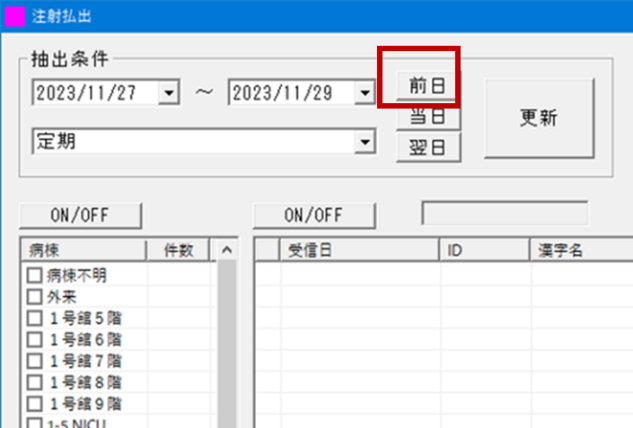 注射払出
抽出条件
2023/11/27 ～ 2023/11/29 前日
当日 更新
定期 翌日
ON/OFF ON/OFF
病棟 件数 受信日 ID 漢字名
病棟不明
外来
１号館５階
１号館６階
１号館７階
１号館８階
１号館９階
1-5 NICU